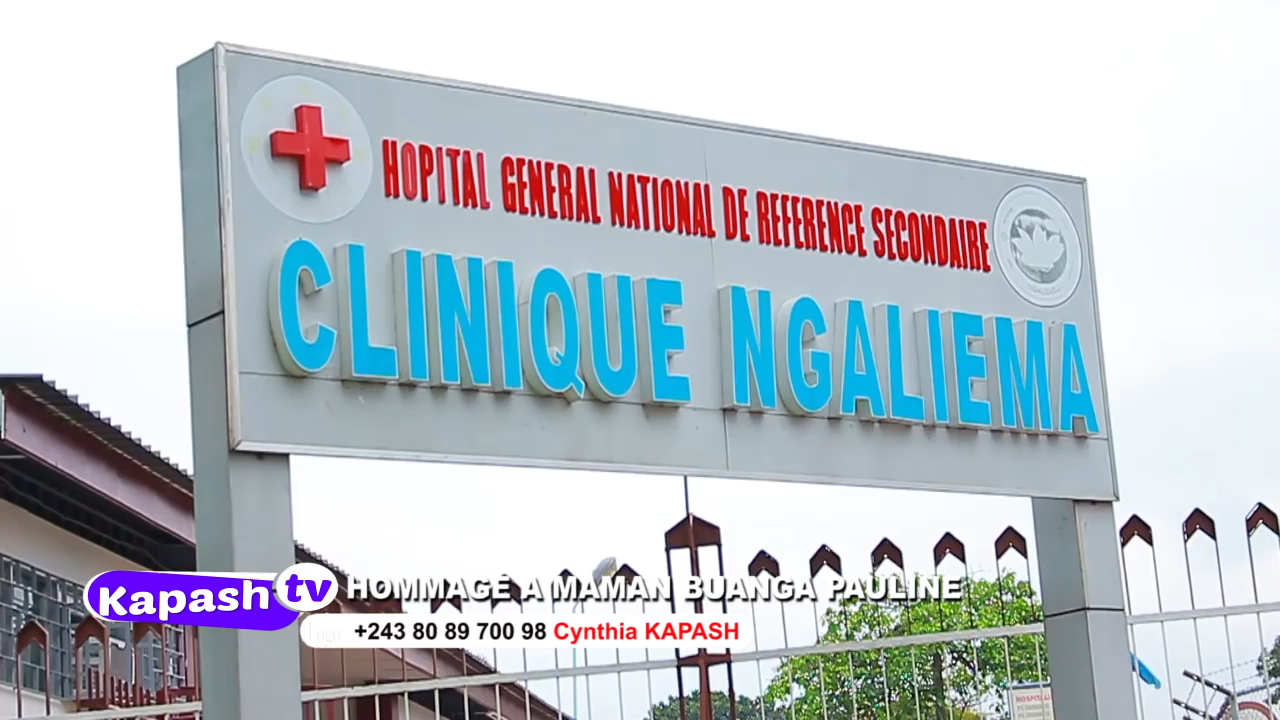 HOPITAL GENERAL NATIONAL DE REFERENCE SECONDAIRE
CLINIQUE NGALIEMA
Kapash tv
HOMMAGE A MAMAN BUANGA PAULINE
Logo
+243 80 89 700 98 Cynthia KAPASH